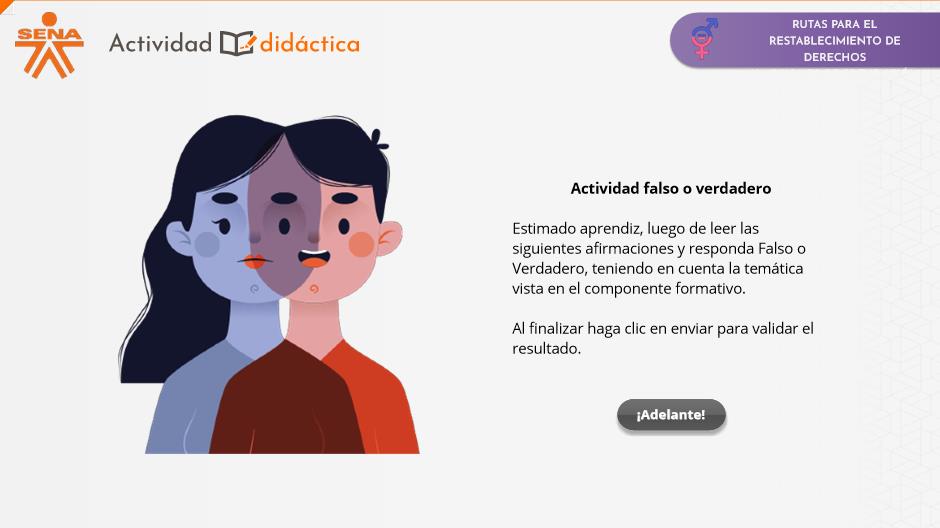 SENA
Actividad didáctica
RUTAS PARA EL
RESTABLECIMIENTO DE
DERECHOS
Actividad falso o verdadero
Estimado aprendiz, luego de leer las
siguientes afirmaciones y responda Falso o
Verdadero, teniendo en cuenta la temática
vista en el componente formativo.
Al finalizar haga clic en enviar para validar el
resultado.
¡Adelante!